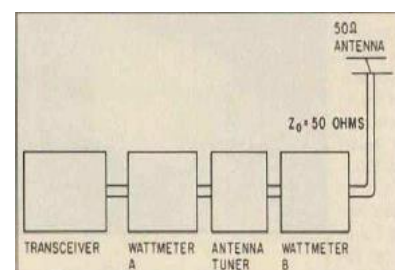 50Ω
ANTENNA
Z₀=50 OHMS
TRANSCEIVER
WATTMETER
A
ANTENNA
TUNER
WATTMETER
B